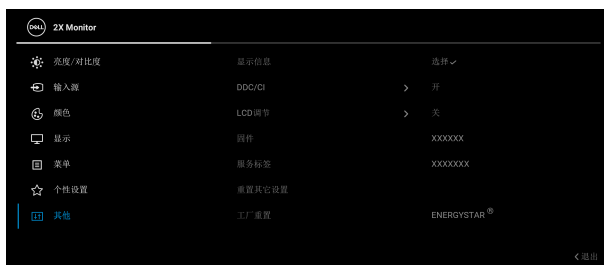 DELL 2X Monitor
亮度/对比度 显示信息 选择✓
输入源 DDC/CI > 开
颜色 LCD调节 > 关
显示 固件 XXXXXX
菜单 服务标签 XXXXXXX
个性设置 重置其它设置
其他 工厂重置 ENERGYSTAR®
<退出